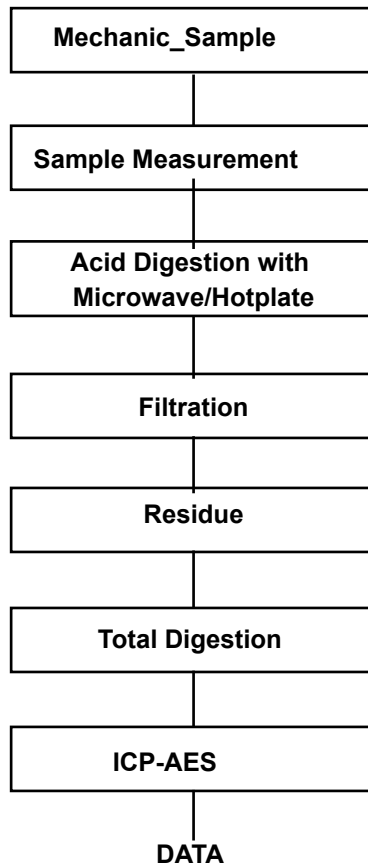 Mechanic_Sample
Sample Measurement
Acid Digestion with
Microwave/Hotplate
Filtration
Residue
Total Digestion
ICP-AES
DATA